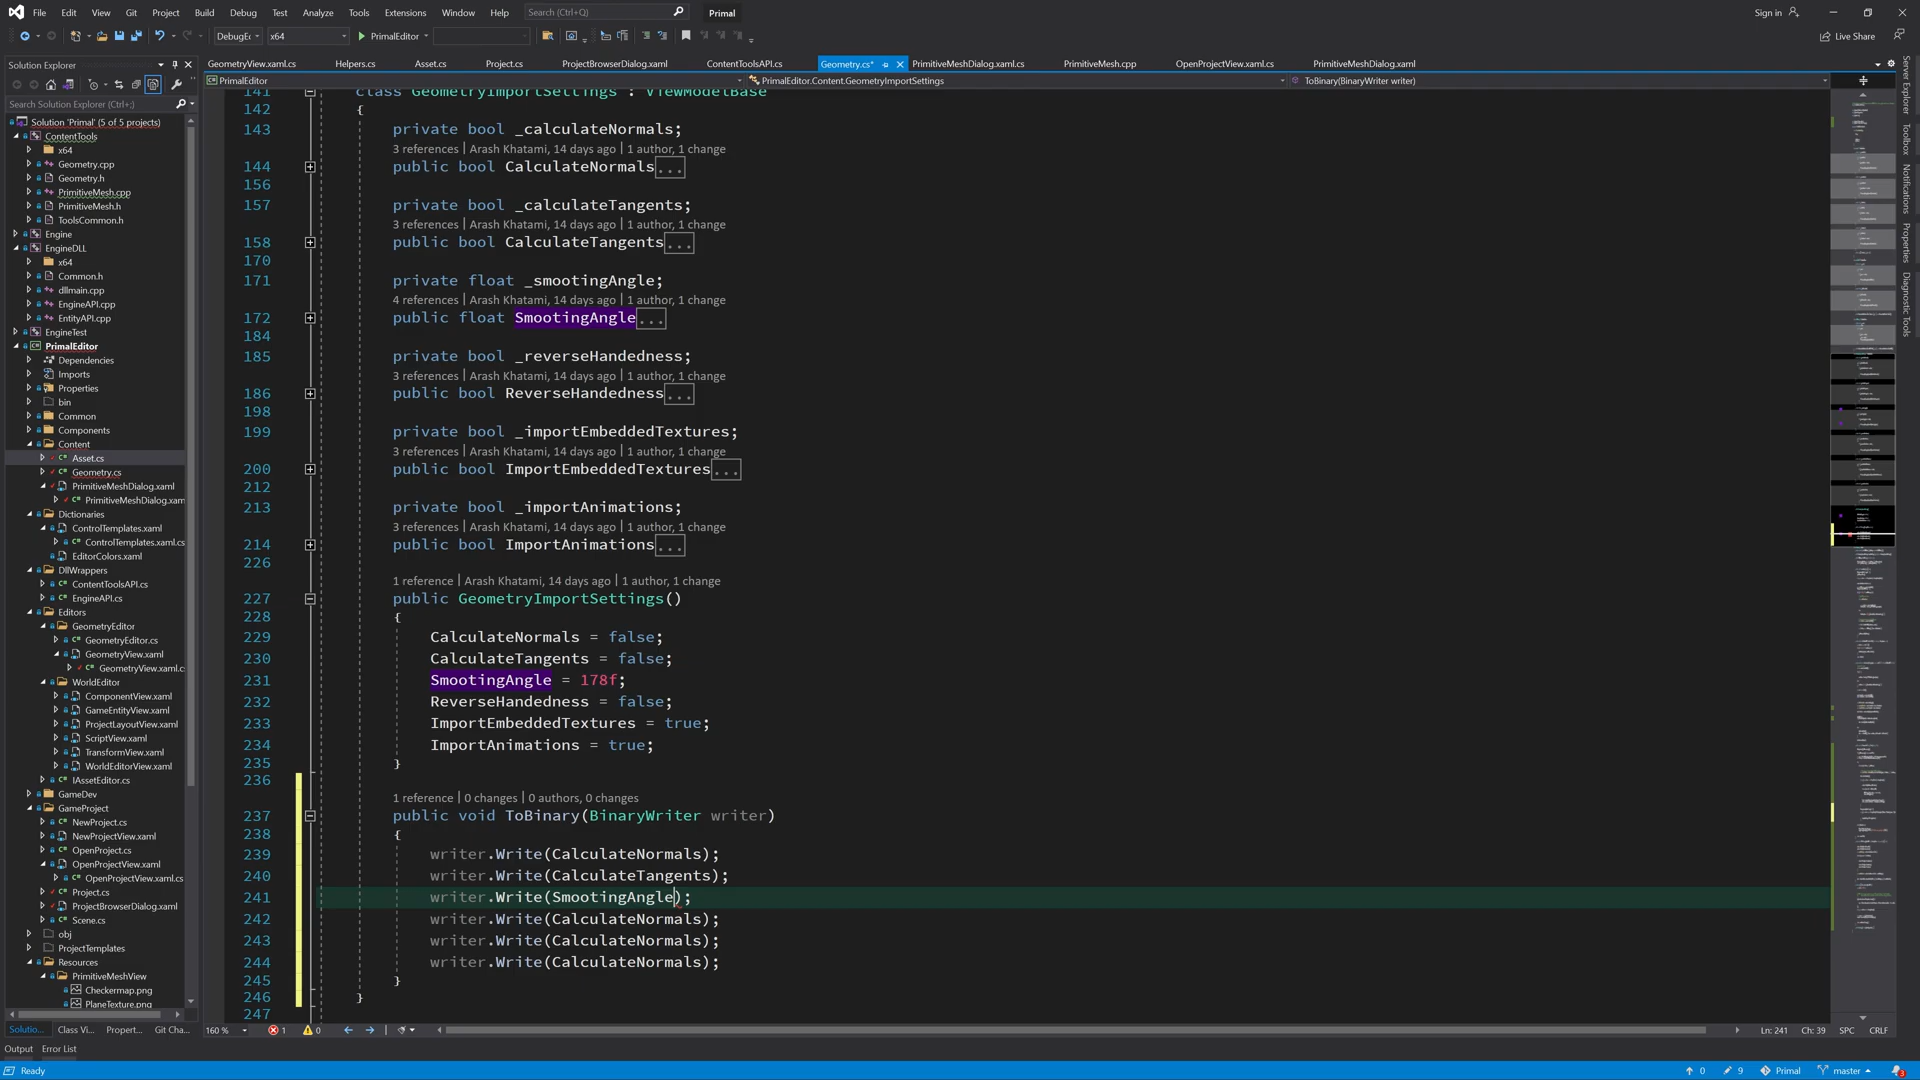 File Edit View Git Project Build Debug Test Analyze Tools Extensions Window Help Search (Ctrl+;) Primal Sign in
DebugE x64 PrimalEditor Live Share
Solution Explorer
Search Solution Explorer (Ctrl+;)
Solution 'Primal' (5 of 5 projects)
ContentTools
x64
Geometry.cpp
Geometry.h
PrimitiveMesh.cpp
PrimitiveMesh.h
ToolsCommon.h
Engine
EngineDLL
x64
Common.h
dllmain.cpp
EngineAPI.cpp
EntityAPI.cpp
EngineTest
PrimalEditor
Dependencies
Imports
Properties
bin
Common
Components
Content
Asset.cs
Geometry.cs
PrimitiveMeshDialog.xaml
PrimitiveMeshDialog.xam
Dictionaries
ControlTemplates.xaml
ControlTemplates.xaml.cs
EditorColors.xaml
DllWrappers
ContentToolsAPI.cs
EngineAPI.cs
Editors
GeometryEditor
GeometryEditor.cs
GeometryView.xaml
GeometryView.xaml.c
WorldEditor
ComponentView.xaml
GameEntityView.xaml
ProjectLayoutView.xaml
ScriptView.xaml
TransformView.xaml
WorldEditorView.xaml
IAssetEditor.cs
GameDev
GameProject
NewProject.cs
NewProjectView.xaml
OpenProject.cs
OpenProjectView.xaml
OpenProjectView.xaml.cs
Project.cs
ProjectBrowserDialog.xaml
Scene.cs
obj
ProjectTemplates
Resources
PrimitiveMeshView
Checkermap.png
PlaneTexture.png
Solutio... Class Vi... Propert... Git Cha...
GeometryView.xaml.cs Helpers.cs Asset.cs Project.cs ProjectBrowserDialog.xaml ContentToolsAPI.cs Geometry.cs* PrimitiveMeshDialog.xaml.cs PrimitiveMesh.cpp OpenProjectView.xaml.cs PrimitiveMeshDialog.xaml
PrimalEditor PrimalEditor.Content.GeometryImportSettings ToBinary(BinaryWriter writer)
141 class GeometryImportSettings : ViewModelBase
142 {
143 private bool _calculateNormals;
3 references | Arash Khatami, 14 days ago | 1 author, 1 change
144 public bool CalculateNormals...
156
157 private bool _calculateTangents;
3 references | Arash Khatami, 14 days ago | 1 author, 1 change
158 public bool CalculateTangents...
170
171 private float _smootingAngle;
4 references | Arash Khatami, 14 days ago | 1 author, 1 change
172 public float SmootingAngle...
184
185 private bool _reverseHandedness;
3 references | Arash Khatami, 14 days ago | 1 author, 1 change
186 public bool ReverseHandedness...
198
199 private bool _importEmbeddedTextures;
3 references | Arash Khatami, 14 days ago | 1 author, 1 change
200 public bool ImportEmbeddedTextures...
212
213 private bool _importAnimations;
3 references | Arash Khatami, 14 days ago | 1 author, 1 change
214 public bool ImportAnimations...
226
1 reference | Arash Khatami, 14 days ago | 1 author, 1 change
227 public GeometryImportSettings()
228 {
229 CalculateNormals = false;
230 CalculateTangents = false;
231 SmootingAngle = 178f;
232 ReverseHandedness = false;
233 ImportEmbeddedTextures = true;
234 ImportAnimations = true;
235 }
236
1 reference | 0 changes | 0 authors, 0 changes
237 public void ToBinary(BinaryWriter writer)
238 {
239 writer.Write(CalculateNormals);
240 writer.Write(CalculateTangents);
241 writer.Write(SmootingAngle);
242 writer.Write(CalculateNormals);
243 writer.Write(CalculateNormals);
244 writer.Write(CalculateNormals);
245 }
246 }
247
160 % 1 0 Ln: 241 Ch: 39 SPC CRLF
Server Explorer
Toolbox
Notifications
Properties
Diagnostic Tools
Output Error List
Ready 0 9 Primal master 3